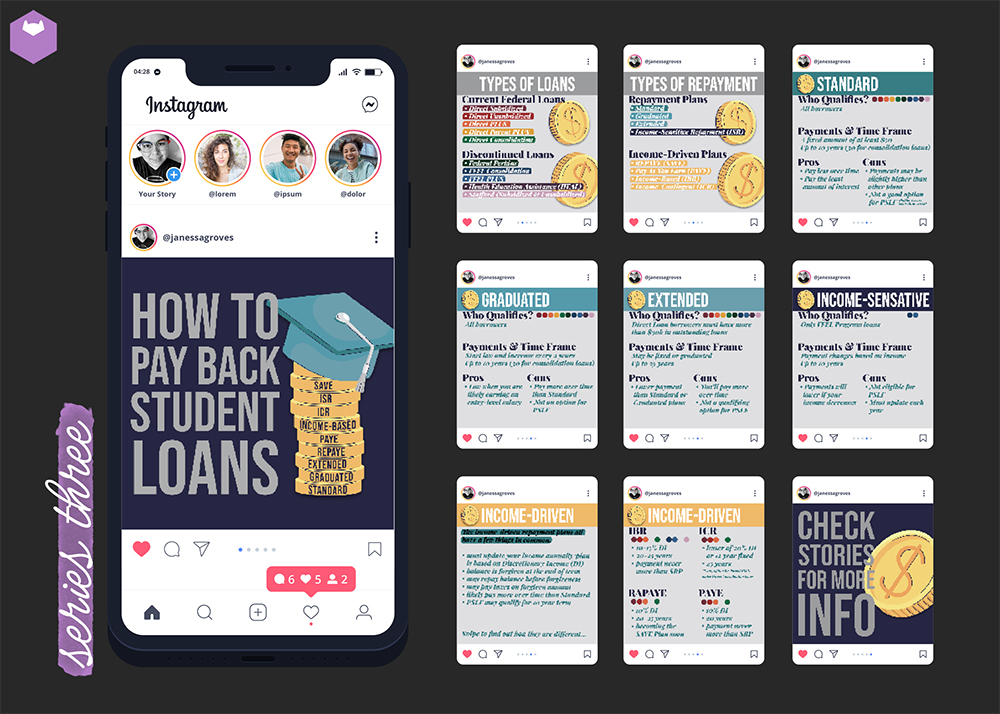 04:28
Instagram
Your Story
@lorem
@ipsum
@dolor
@janessagroves
HOW TO
PAY BACK
STUDENT
LOANS
SAVE
ISR
ICR
INCOME-BASED
PAYE
REPAYE
EXTENDED
GRADUATED
STANDARD
6 5 2
series three
@janessagroves
TYPES OF LOANS
Current Federal Loans
• Direct Subsidized
• Direct Unsubsidized
• Direct PLUS
• Direct Parent PLUS
• Direct Consolidation
Discontinued Loans
• Federal Perkins
• FFEL Consolidation
• FFEL PLUS
• Health Education Assistance (HEAL)
@janessagroves
TYPES OF REPAYMENT
Repayment Plans
• Standard
• Graduated
• Extended
• Income-Sensitive Repayment (ISR)
Income-Driven Plans
• Pay As You Earn (PAYE)
• Income-Based (IBR)
• Income Contingent (ICR)
@janessagroves
STANDARD
Who Qualifies?
All borrowers
Payments & Time Frame
A fixed amount of at least $50
Up to 10 years (30 for consolidation loans)
Pros
• Pay less over time
• Pay the least
amount of interest
Cons
• Payments may be
slightly higher than
other plans
• Not a good option
for PSLF
@janessagroves
GRADUATED
Who Qualifies?
All borrowers
Payments & Time Frame
Start low and increase every 2 years
Up to 10 years (30 for consolidation loans)
Pros
• Low when you are
likely earning an
entry-level salary
Cons
• Pay more over time
than Standard
• Not an option for
PSLF
@janessagroves
EXTENDED
Who Qualifies?
Direct Loan borrowers must have more
than $30k in outstanding loans
Payments & Time Frame
May be fixed or graduated
Up to 25 years
Pros
• Lower payment
than Standard or
Graduated plans
Cons
• You'll pay more
over time
• Not a qualifying
option for PSLF
@janessagroves
INCOME-SENSATIVE
Who Qualifies?
Only FFEL Program loans
Payments & Time Frame
Payment changes based on income
Up to 10 years
Pros
• Payments will
lower if your
income decreases
Cons
• Not eligible for
PSLF
• Must update each
year
@janessagroves
INCOME-DRIVEN
The income-driven repayment plans all
have a few things in common
• must update your income annually (plan
is based on Discretionary Income (DI)
• balance is forgiven at the end of term
• may repay balance before forgiveness
• may pay taxes on forgiven amount
• likely pay more over time than Standard
• PSLF may qualify for 10 year term
Swipe to find out how they are different...
@janessagroves
INCOME-DRIVEN
IBR
• 10-15% DI
• 20-25 years
• payment never
more than SRP
ICR
• lesser of 20% DI
or 12 year fixed
• 25 years
RAPAYE
• 10% DI
• 20-25 years
• becoming the
SAVE Plan soon
PAYE
• 10% DI
• 20 years
• payment never
more than SRP
@janessagroves
CHECK
STORIES
FOR MORE
INFO